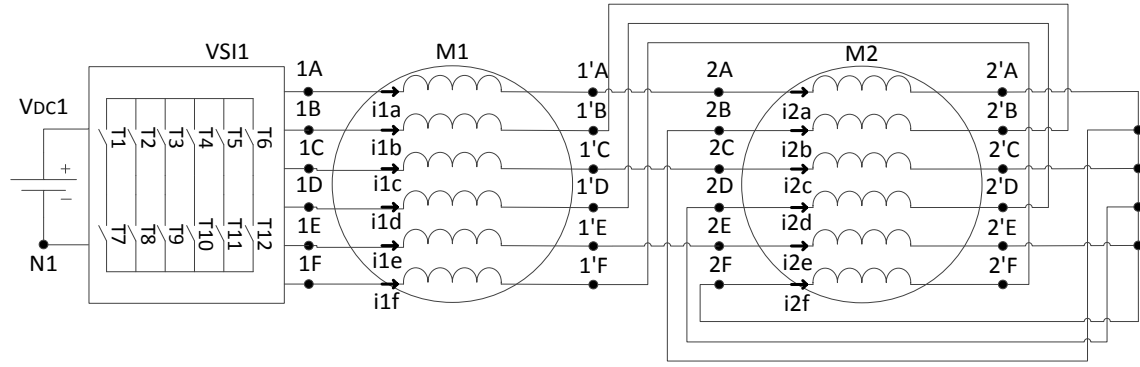 VSI1
M1
M2
VDC1
+
−
N1
T1 T2 T3 T4 T5 T6
T7 T8 T9 T10 T11 T12
1A
1B
1C
1D
1E
1F
i1a
i1b
i1c
i1d
i1e
i1f
1'A
1'B
1'C
1'D
1'E
1'F
2A
2B
2C
2D
2E
2F
i2a
i2b
i2c
i2d
i2e
i2f
2'A
2'B
2'C
2'D
2'E
2'F